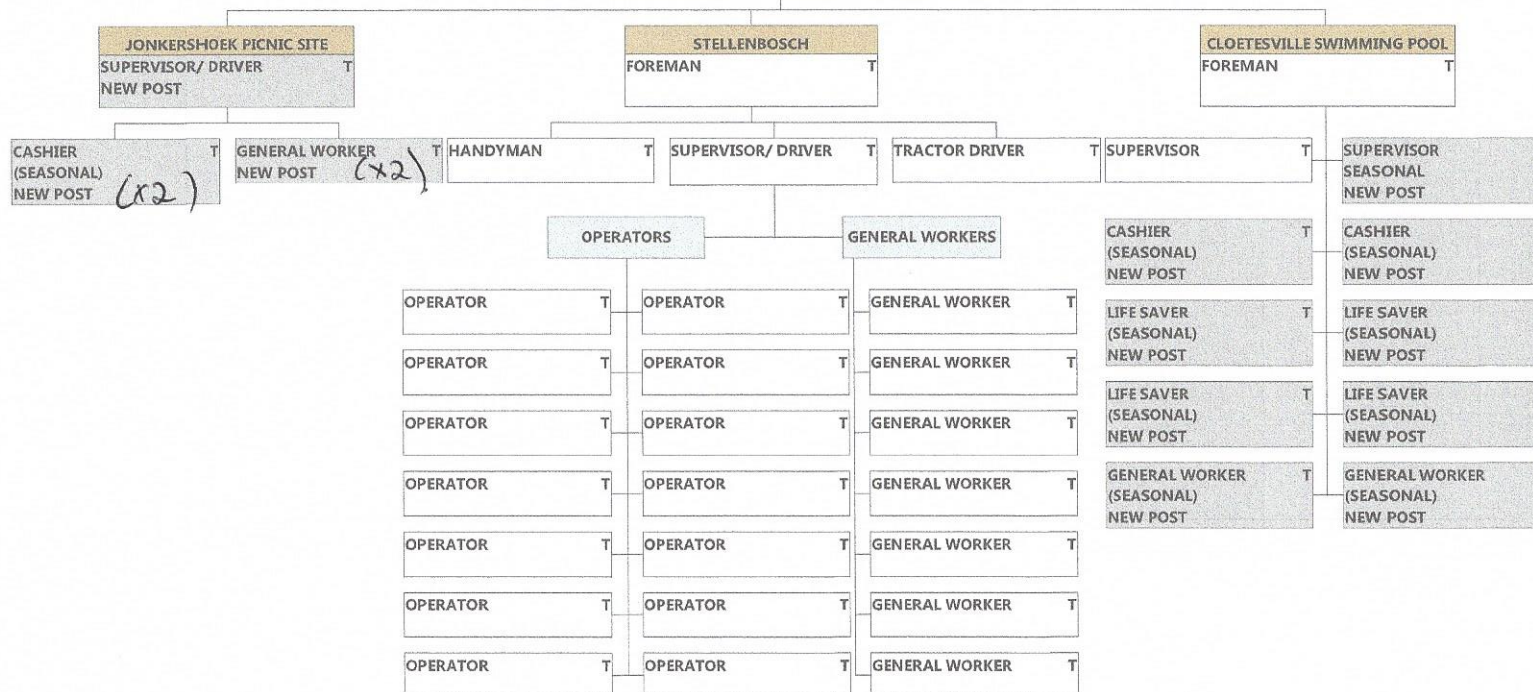 JONKERSHOEK PICNIC SITE
SUPERVISOR/ DRIVER T
NEW POST
STELLENBOSCH
FOREMAN T
CLOETESVILLE SWIMMING POOL
FOREMAN T
CASHIER T
(SEASONAL)
NEW POST (x2)
GENERAL WORKER T
NEW POST (x2)
HANDYMAN T
SUPERVISOR/ DRIVER T
TRACTOR DRIVER T
SUPERVISOR T
SUPERVISOR
SEASONAL
NEW POST
OPERATORS
GENERAL WORKERS
OPERATOR T
OPERATOR T
GENERAL WORKER T
OPERATOR T
OPERATOR T
GENERAL WORKER T
OPERATOR T
OPERATOR T
GENERAL WORKER T
OPERATOR T
OPERATOR T
GENERAL WORKER T
OPERATOR T
OPERATOR T
GENERAL WORKER T
OPERATOR T
OPERATOR T
GENERAL WORKER T
OPERATOR T
OPERATOR T
GENERAL WORKER T
CASHIER T
(SEASONAL)
NEW POST
CASHIER
(SEASONAL)
NEW POST
LIFE SAVER T
(SEASONAL)
NEW POST
LIFE SAVER
(SEASONAL)
NEW POST
LIFE SAVER T
(SEASONAL)
NEW POST
LIFE SAVER
(SEASONAL)
NEW POST
GENERAL WORKER T
(SEASONAL)
NEW POST
GENERAL WORKER
(SEASONAL)
NEW POST